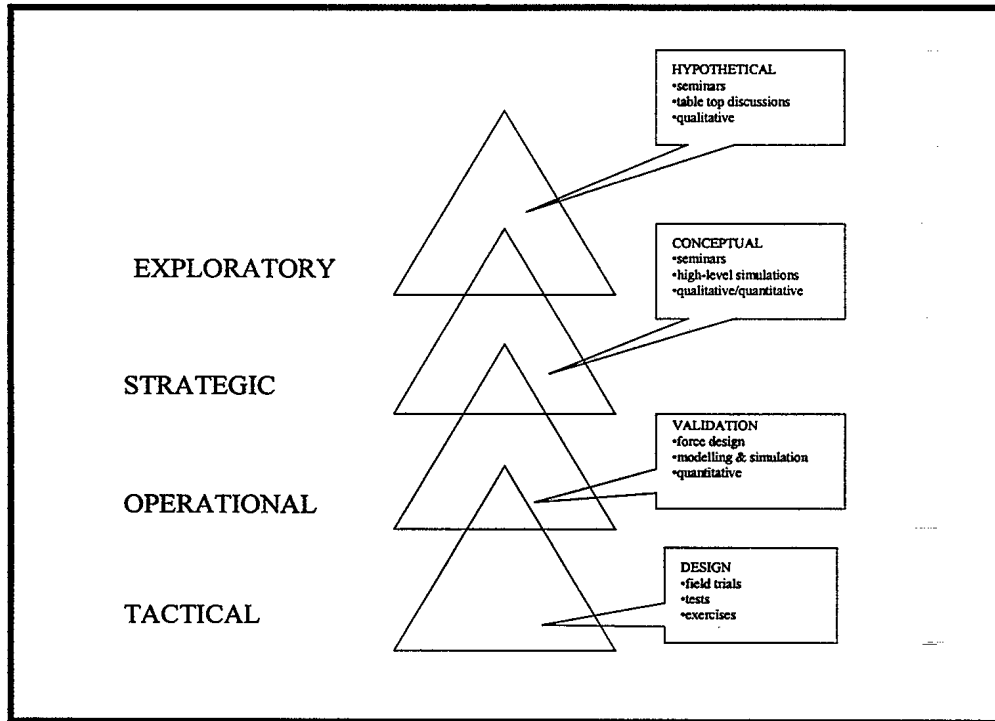 HYPOTHETICAL
•seminars
•table top discussions
•qualitative
EXPLORATORY
CONCEPTUAL
•seminars
•high-level simulations
•qualitative/quantitative
STRATEGIC
VALIDATION
•force design
•modelling & simulation
•quantitative
OPERATIONAL
DESIGN
•field trials
•tests
•exercises
TACTICAL